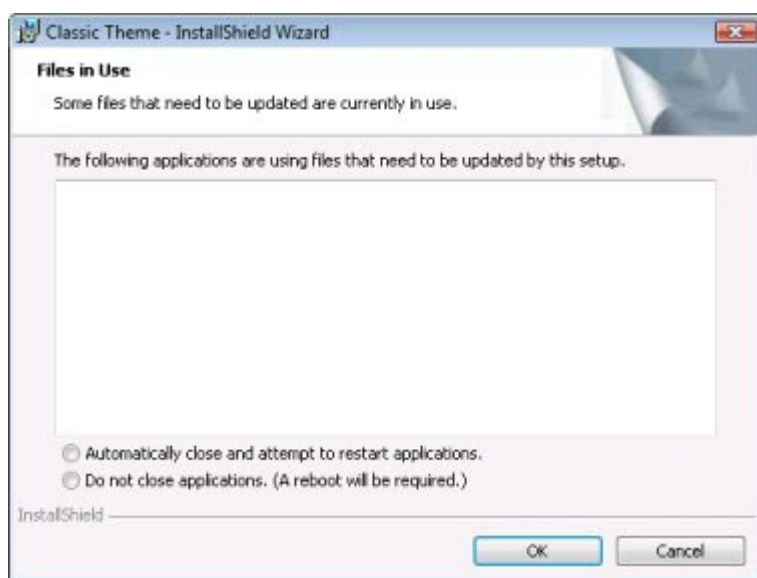 Classic Theme - InstallShield Wizard
Files in Use
Some files that need to be updated are currently in use.
The following applications are using files that need to be updated by this setup.
Automatically close and attempt to restart applications.
Do not close applications. (A reboot will be required.)
InstallShield
OK
Cancel